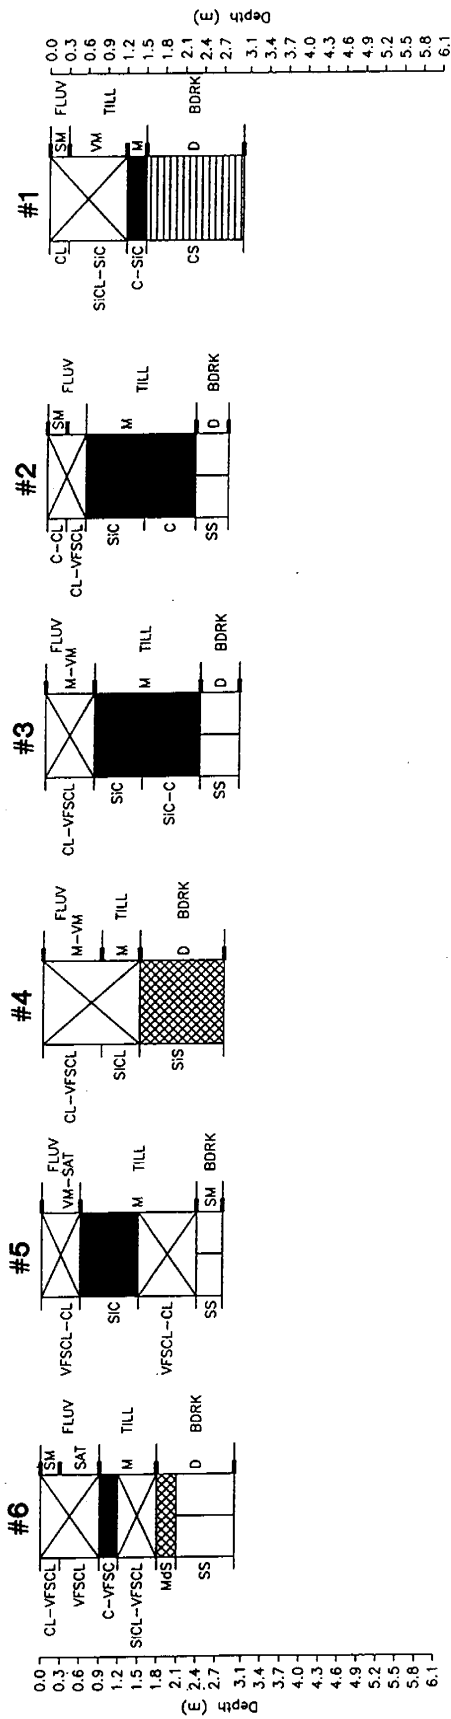 Depth (m)
0.0
0.3
0.6
0.9
1.2
1.5
1.8
2.1
2.4
2.7
3.1
3.4
3.7
4.0
4.3
4.6
4.9
5.2
5.5
5.8
6.1
#1
CL
SiCL-SiC
C-SiC
CS
SM
VM
M
D
FLUV
TILL
BDRK
#2
C-CL
CL-VFSCL
SiC
C
SS
SM
M
D
FLUV
TILL
BDRK
#3
CL-VFSCL
SiC
SiC-C
SS
M-VM
M
D
FLUV
TILL
BDRK
#4
CL-VFSCL
SiCL
SiS
M-VM
M
D
FLUV
TILL
BDRK
#5
VFSCL-CL
SIC
VFSCL-CL
SS
VM-SAT
M
SM
FLUV
TILL
BDRK
#6
CL-VFSCL
VFSCL
C-VFSC
SiCL-VFSCL
MdS
SS
SM
SAT
M
D
FLUV
TILL
BDRK
0.0
0.3
0.6
0.9
1.2
1.5
1.8
2.1
2.4
2.7
3.1
3.4
3.7
4.0
4.3
4.6
4.9
5.2
5.5
5.8
6.1
Depth (m)